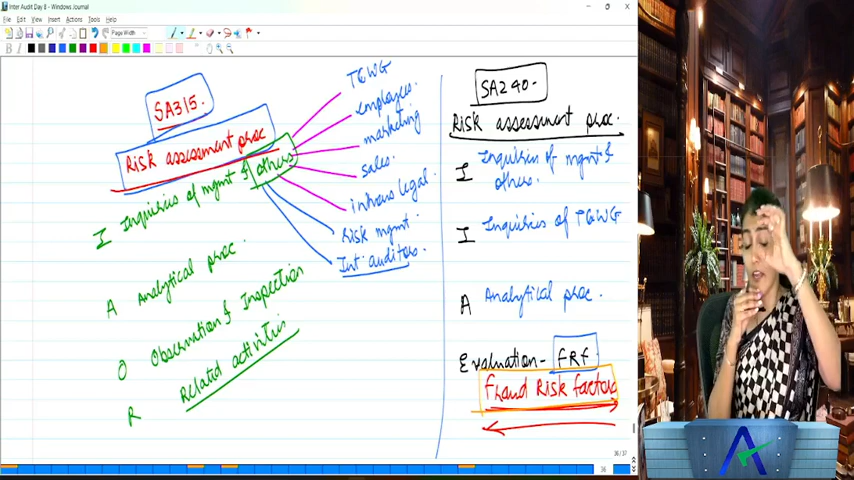 Inter Audit Day 8 - Windows Journal
File Edit View Insert Actions Tools Help
Page Width
SA315.
Risk assessment proc
I Inquiries of mgmt & others
TCWG
employees.
marketing
sales.
inhouse legal.
Risk mgmt
Int. auditors.
A Analytical proc.
O Observation & Inspection
R Related activities
SA240.
Risk assessment proc.
I Inquiries of mgmt &
others.
I Inquiries of TCWG
A Analytical proc.
Evaluation - FRF
Fraud Risk Factors
36
36/37